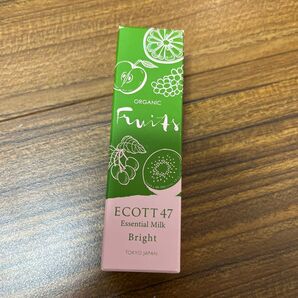 ORGANIC
Fruits
ECOTT 47
Essential Milk
Bright
TOKYO JAPAN